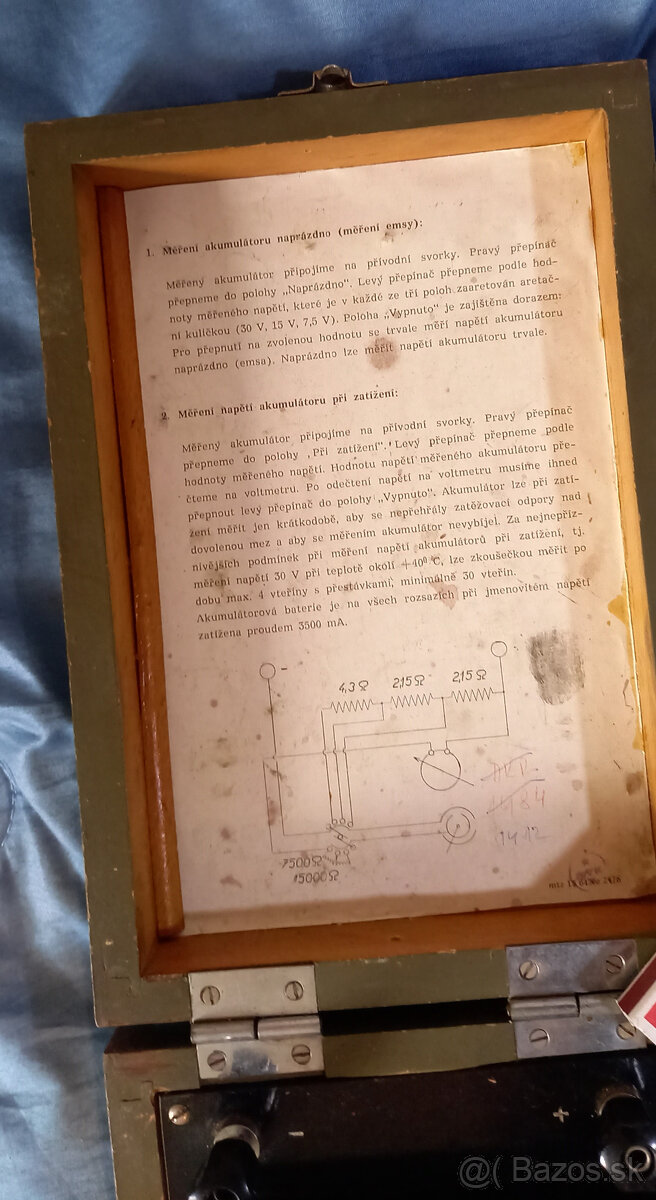 1. Měření akumulátoru naprázdno (měření emsy):
Měřený akumulátor připojíme na přívodní svorky. Pravý přepínač
přepneme do polohy „Naprázdno". Levý přepínač přepneme podle hod-
noty měřeného napětí, které je v každé ze tří poloh zaaretován aretač-
ní kuličkou (30 V, 15 V, 7,5 V). Poloha „Vypnuto" je zajištěna dorazem.
Pro přepnutí na zvolenou hodnotu se trvale měří napětí akumulátoru
naprázdno (emsa). Naprázdno lze měřit napětí akumulátoru trvale.
2. Měření napětí akumulátoru při zatížení:
Měřený akumulátor připojíme na přívodní svorky. Pravý přepínač
přepneme do polohy „Při zatížení". Levý přepínač přepneme podle
hodnoty měřeného napětí. Hodnotu napětí měřeného akumulátoru pře-
čteme na voltmetru. Po odečtení napětí na voltmetru musíme ihned
přepnout levý přepínač do polohy „Vypnuto". Akumulátor lze při zatí-
žení měřit jen krátkodobě, aby se nepřehřály zatěžovací odpory nad
dovolenou mez a aby se měřením akumulátor nevybíjel. Za nejnepřízni-
vějších podmínek při měření napětí akumulátorů při zatížení, tj.
měření napětí 30 V při teplotě okolí +40⁰ C, lze zkoušečkou měřit po
dobu max. 4 vteřiny s přestávkami, minimálně 30 vteřin.
Akumulátorová baterie je na všech rozsazích při jmenovitém napětí
zatížena proudem 3500 mA.
-
4,3 Ω 2,15 Ω 2,15 Ω
1484
1412
7500 Ω
15000 Ω
- +
@( Bazos.sk